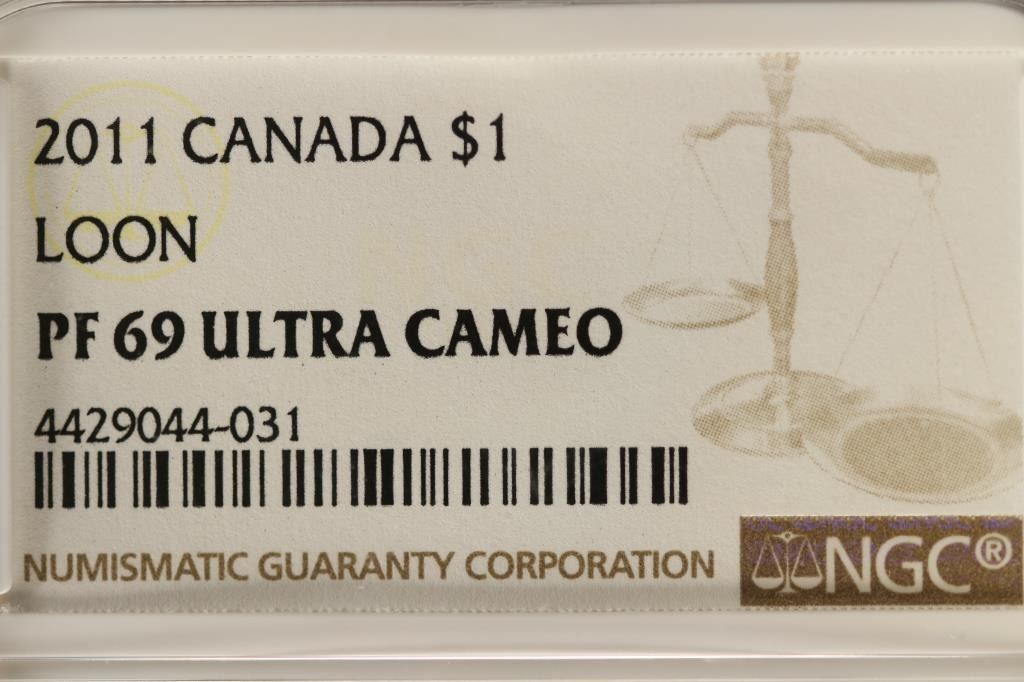 2011 CANADA $1
LOON
PF 69 ULTRA CAMEO
4429044-031
NUMISMATIC GUARANTY CORPORATION
NGC®